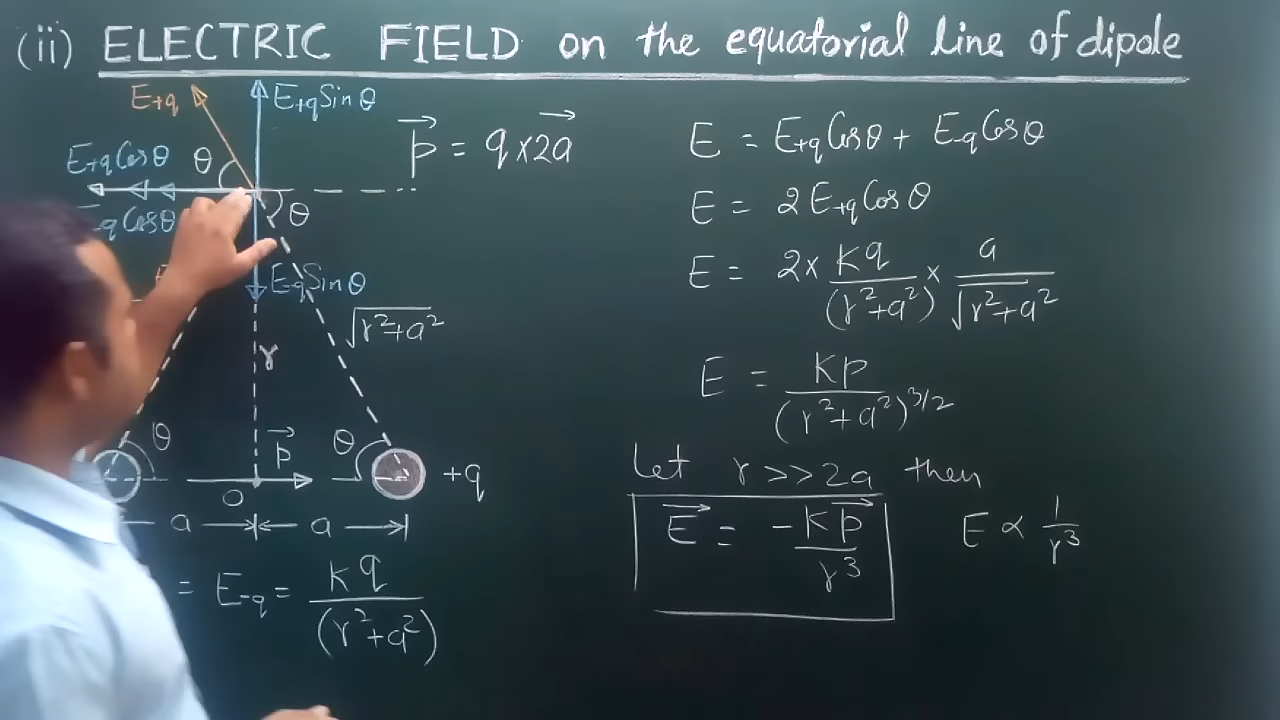 (ii) ELECTRIC FIELD on the equatorial line of dipole
E+q
E+q Sin θ
E+q Cos θ
θ
-q Cos θ
θ
E-q Sin θ
√r²+a²
r
θ
p⃗
θ
+q
O
a
a
= E-q = Kq/(r²+a²)
p⃗ = q×2a⃗
E = E+q Cos θ + E-q Cos θ
E = 2 E+q Cos θ
E = 2× Kq/(r²+a²) × a/√r²+a²
E = Kp/(r²+a²)^3/2
Let r >> 2a then
E⃗ = -Kp⃗/r³
E ∝ 1/r³